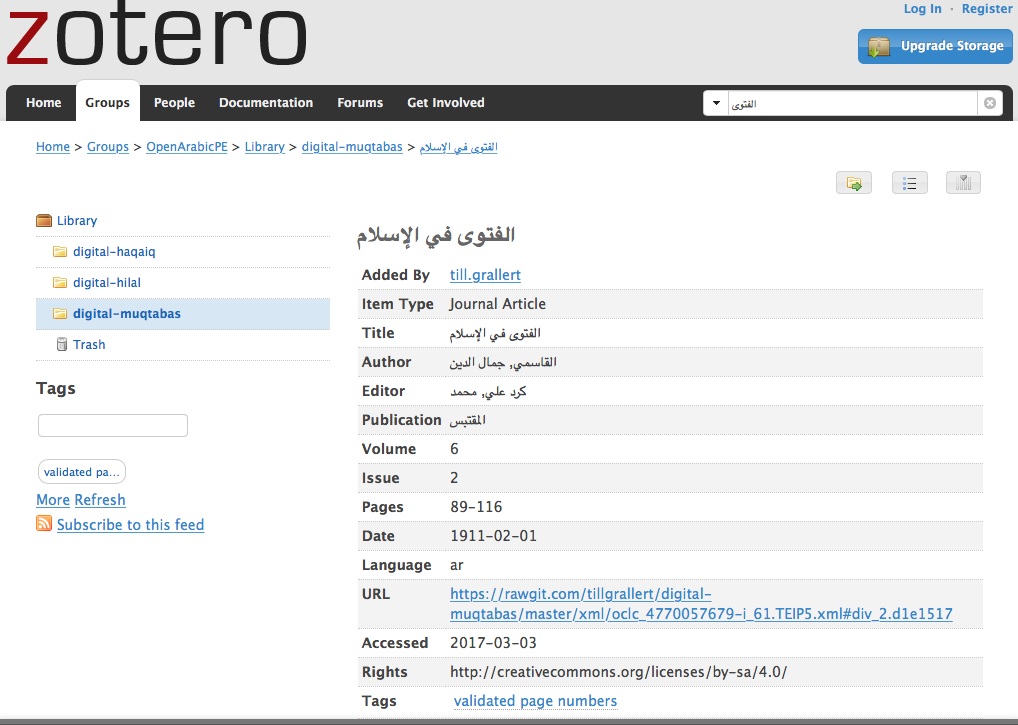 zotero
Log In · Register
Upgrade Storage
Home Groups People Documentation Forums Get Involved
الفتوى
Home > Groups > OpenArabicPE > Library > digital-muqtabas > الفتوى في الإسلام
Library
digital-haqaiq
digital-hilal
digital-muqtabas
Trash
Tags
validated pa...
More Refresh
Subscribe to this feed
الفتوى في الإسلام
Added By till.grallert
Item Type Journal Article
Title الفتوى في الإسلام
Author القاسمي, جمال الدين
Editor كرد علي, محمد
Publication المقتبس
Volume 6
Issue 2
Pages 89-116
Date 1911-02-01
Language ar
URL https://rawgit.com/tillgrallert/digital-
muqtabas/master/xml/oclc_4770057679-i_61.TEIP5.xml#div_2.d1e1517
Accessed 2017-03-03
Rights http://creativecommons.org/licenses/by-sa/4.0/
Tags validated page numbers